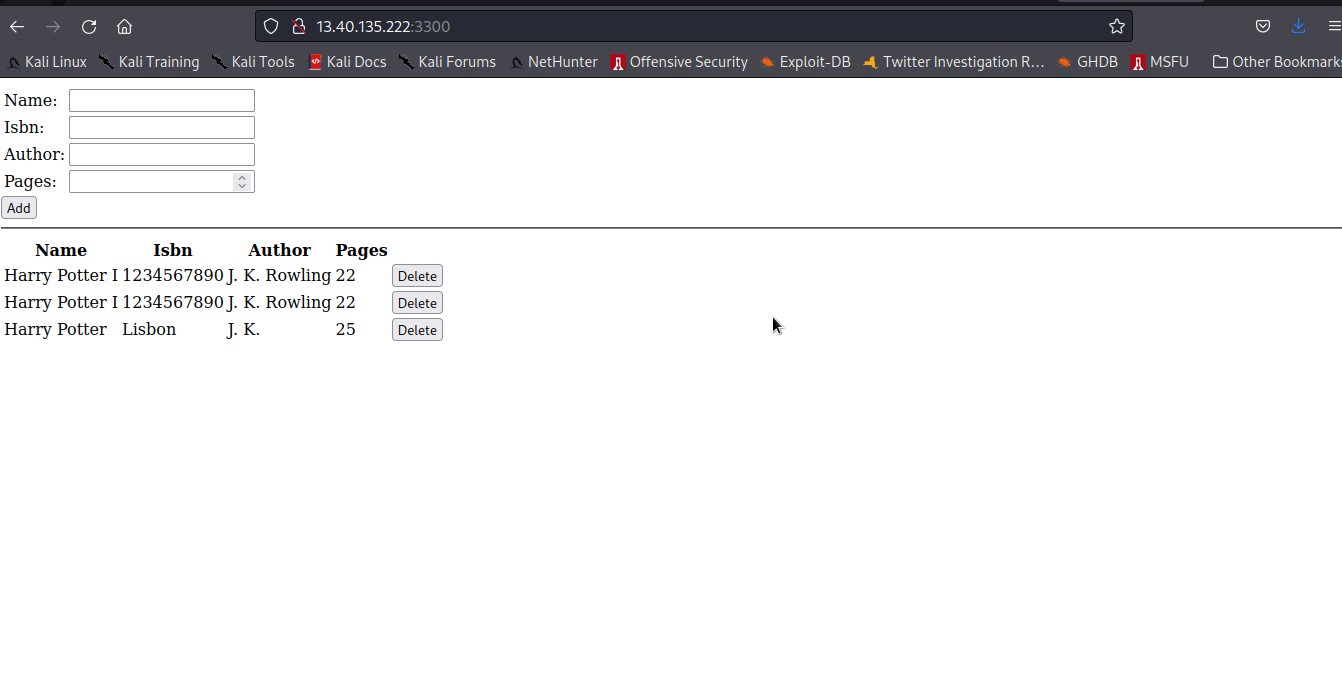 13.40.135.222:3300
Kali Linux Kali Training Kali Tools Kali Docs Kali Forums NetHunter Offensive Security Exploit-DB Twitter Investigation R... GHDB MSFU Other Bookmarks
Name:
Isbn:
Author:
Pages:
Add
Name Isbn Author Pages
Harry Potter I 1234567890 J. K. Rowling 22 Delete
Harry Potter I 1234567890 J. K. Rowling 22 Delete
Harry Potter Lisbon J. K. 25 Delete